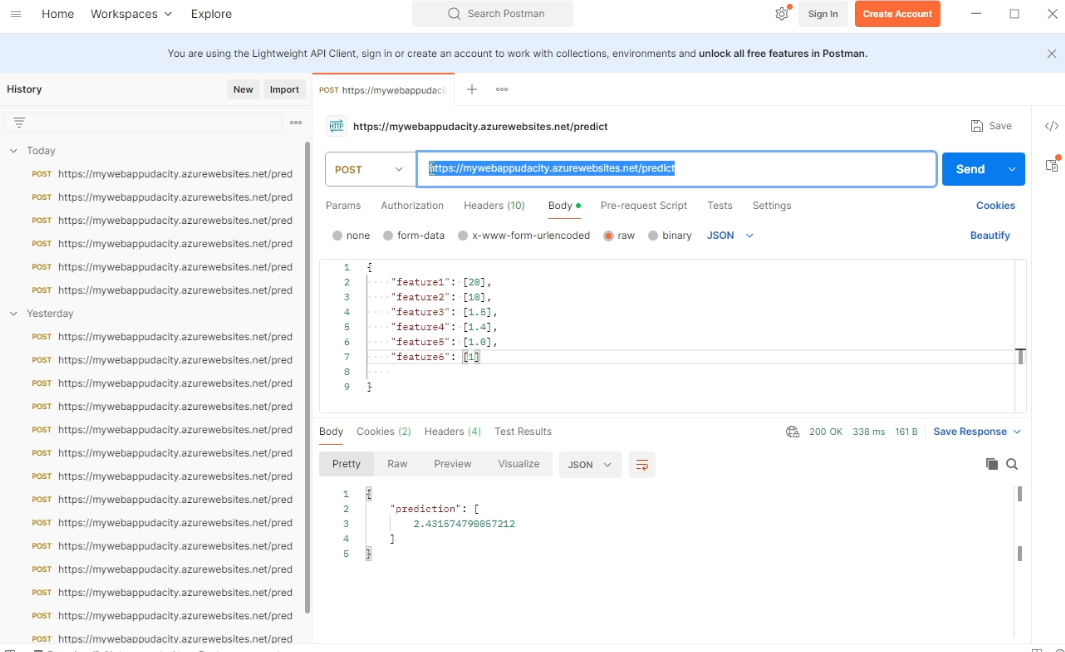 Home Workspaces Explore Search Postman Sign In Create Account
You are using the Lightweight API Client, sign in or create an account to work with collections, environments and unlock all free features in Postman.
History New Import
POST https://mywebappudaci
HTTP https://mywebappudacity.azurewebsites.net/predict Save
POST https://mywebappudacity.azurewebsites.net/predict Send
Params Authorization Headers (10) Body Pre-request Script Tests Settings Cookies
none form-data x-www-form-urlencoded raw binary JSON Beautify
1 {
2 "feature1": [20],
3 "feature2": [10],
4 "feature3": [1.5],
5 "feature4": [1.4],
6 "feature5": [1.0],
7 "feature6": [1]
8
9 }
Body Cookies (2) Headers (4) Test Results 200 OK 338 ms 161 B Save Response
Pretty Raw Preview Visualize JSON
1 {
2 "prediction": [
3 2.431574790057212
4 ]
5 }
Today
POST https://mywebappudacity.azurewebsites.net/pred
POST https://mywebappudacity.azurewebsites.net/pred
POST https://mywebappudacity.azurewebsites.net/pred
POST https://mywebappudacity.azurewebsites.net/pred
POST https://mywebappudacity.azurewebsites.net/pred
POST https://mywebappudacity.azurewebsites.net/pred
Yesterday
POST https://mywebappudacity.azurewebsites.net/pred
POST https://mywebappudacity.azurewebsites.net/pred
POST https://mywebappudacity.azurewebsites.net/pred
POST https://mywebappudacity.azurewebsites.net/pred
POST https://mywebappudacity.azurewebsites.net/pred
POST https://mywebappudacity.azurewebsites.net/pred
POST https://mywebappudacity.azurewebsites.net/pred
POST https://mywebappudacity.azurewebsites.net/pred
POST https://mywebappudacity.azurewebsites.net/pred
POST https://mywebappudacity.azurewebsites.net/pred
POST https://mywebappudacity.azurewebsites.net/pred
POST https://mywebappudacity.azurewebsites.net/pred
POST https://mywebappudacity.azurewebsites.net/pred
POST https://mywebappudacity.azurewebsites.net/pred